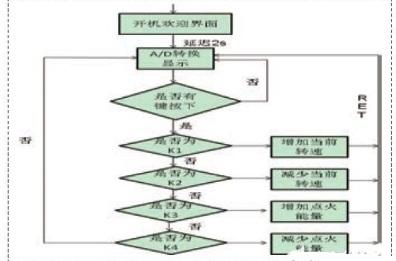 开机欢迎界面
延迟2s
A/D转换
显示
否
是否有
键按下
是
RET
否
是否为
K1
增加当前
转速
否
是否为
K2
减少当前
转速
否
是否为
K3
增加点火
能量
否
是否为
K4
减少点火
能量